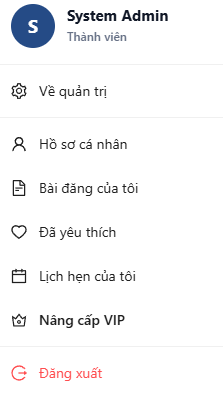 S
System Admin
Thành viên
Về quản trị
Hồ sơ cá nhân
Bài đăng của tôi
Đã yêu thích
Lịch hẹn của tôi
Nâng cấp VIP
Đăng xuất